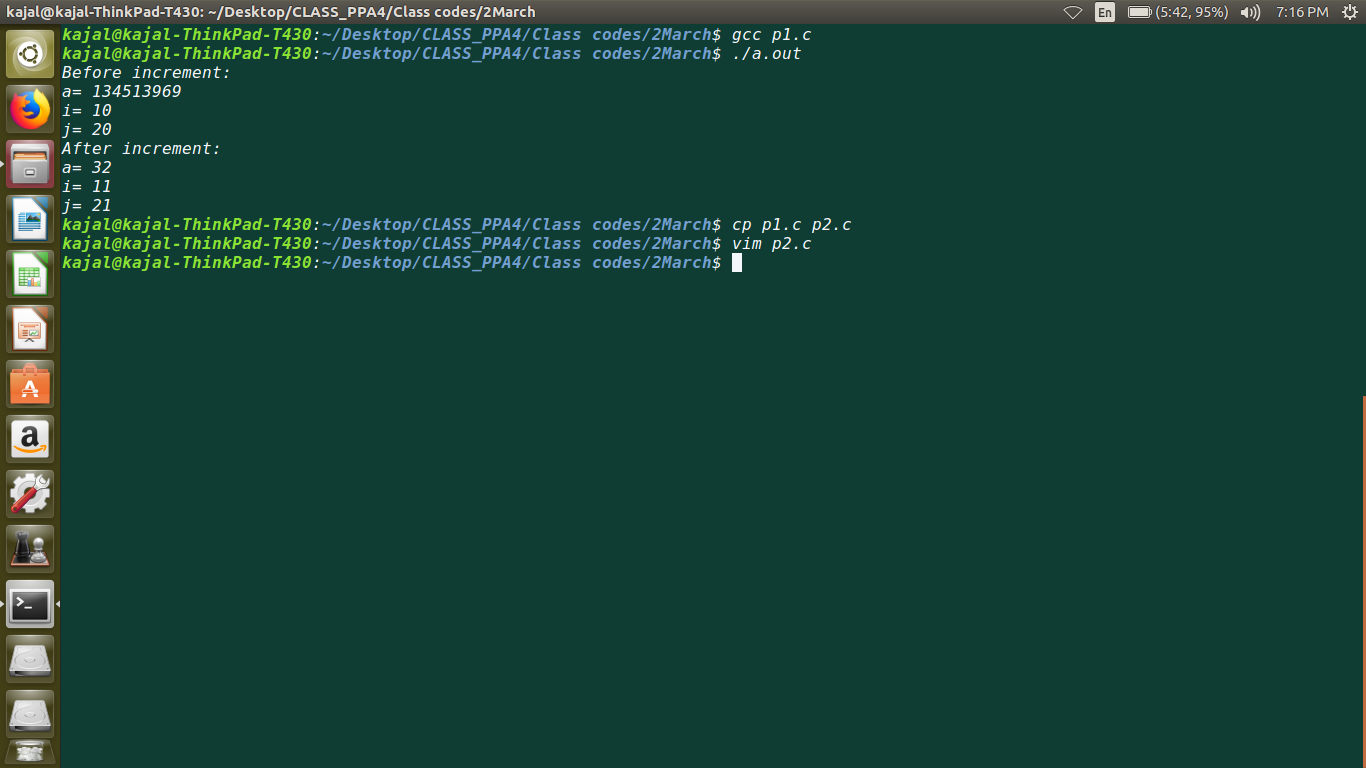 kajal@kajal-ThinkPad-T430: ~/Desktop/CLASS_PPA4/Class codes/2March
En (5:42, 95%) 7:16 PM
kajal@kajal-ThinkPad-T430:~/Desktop/CLASS_PPA4/Class codes/2March$ gcc p1.c
kajal@kajal-ThinkPad-T430:~/Desktop/CLASS_PPA4/Class codes/2March$ ./a.out
Before increment:
a= 134513969
i= 10
j= 20
After increment:
a= 32
i= 11
j= 21
kajal@kajal-ThinkPad-T430:~/Desktop/CLASS_PPA4/Class codes/2March$ cp p1.c p2.c
kajal@kajal-ThinkPad-T430:~/Desktop/CLASS_PPA4/Class codes/2March$ vim p2.c
kajal@kajal-ThinkPad-T430:~/Desktop/CLASS_PPA4/Class codes/2March$